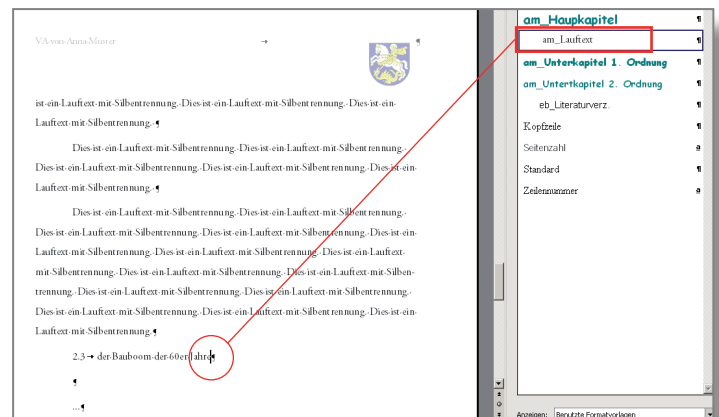 VA von Anna Muster → ¶
ist ein Lauftext mit Silbentrennung. Dies ist ein Lauftext mit Silbentrennung. Dies ist ein
Lauftext mit Silbentrennung. ¶
Dies ist ein Lauftext mit Silbentrennung. Dies ist ein Lauftext mit Silbentrennung.
Dies ist ein Lauftext mit Silbentrennung. Dies ist ein Lauftext mit Silbentrennung. Dies ist ein
Lauftext mit Silbentrennung. ¶
Dies ist ein Lauftext mit Silbentrennung. Dies ist ein Lauftext mit Silbentrennung.
Dies ist ein Lauftext mit Silbentrennung. Dies ist ein Lauftext mit Silbentrennung. Dies ist ein
Lauftext mit Silbentrennung. Dies ist ein Lauftext mit Silbentrennung. Dies ist ein Lauftext
mit Silbentrennung. Dies ist ein Lauftext mit Silbentrennung. Dies ist ein Lauftext mit Silben-
trennung. Dies ist ein Lauftext mit Silbentrennung. Dies ist ein Lauftext mit Silbentrennung.
Dies ist ein Lauftext mit Silbentrennung. Dies ist ein Lauftext mit Silbentrennung. Dies ist ein
Lauftext mit Silbentrennung. ¶
2.3 → der Bauboom der 60er Jahre¶
¶
...¶
am_Haupkapitel ¶
am_Lauftext ¶
am_Unterkapitel 1. Ordnung ¶
am_Untertkapitel 2. Ordnung ¶
eb_Literaturverz. ¶
Kopfzeile ¶
Seitenzahl a
Standard ¶
Zeilennummer a
Anzeigen: Benutzte Formatvorlagen